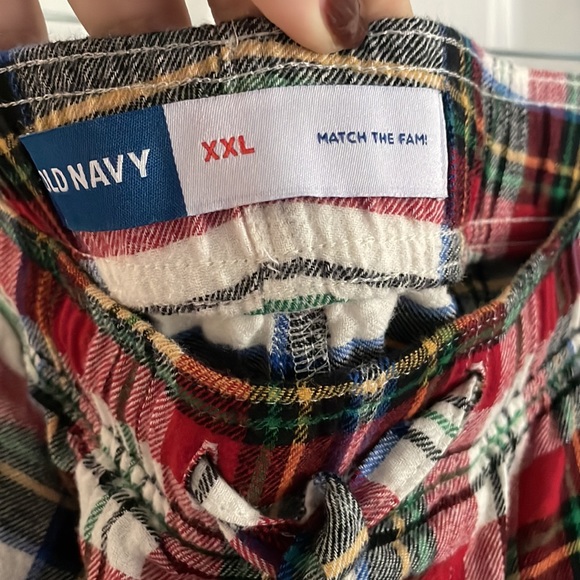 OLD NAVY
XXL
MATCH THE FAM!